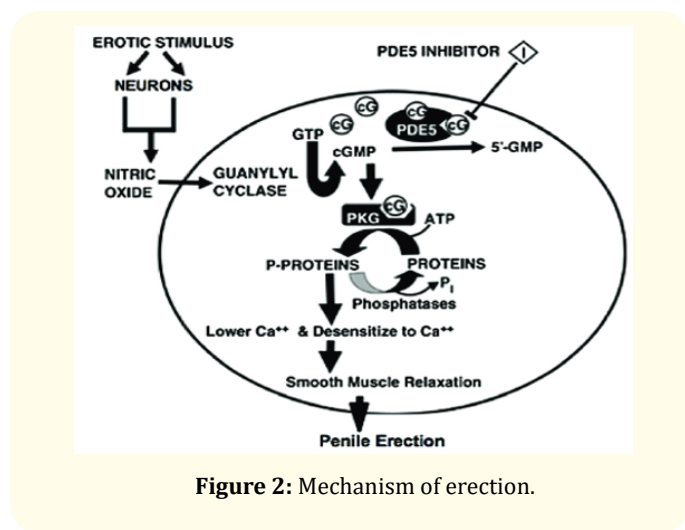 EROTIC STIMULUS
NEURONS
NITRIC
OXIDE
GUANYLYL
CYCLASE
PDE5 INHIBITOR
I
cG
cG
cG
PDE5
cG
GTP
cGMP
5'-GMP
PKG
cG
ATP
P-PROTEINS
PROTEINS
PI
Phosphatases
Lower Ca++ & Desensitize to Ca++
Smooth Muscle Relaxation
Penile Erection
Figure 2: Mechanism of erection.